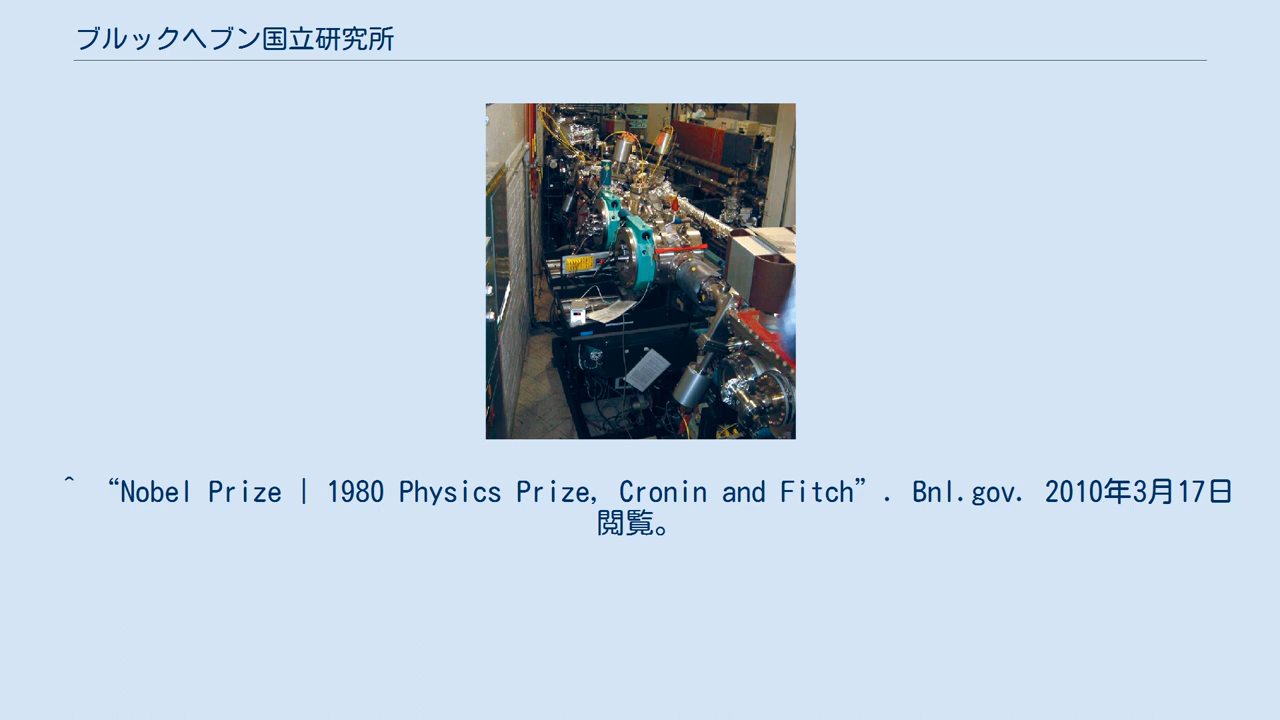 ブルックヘブン国立研究所
^ “Nobel Prize | 1980 Physics Prize, Cronin and Fitch”. Bnl.gov. 2010年3月17日
閲覧。